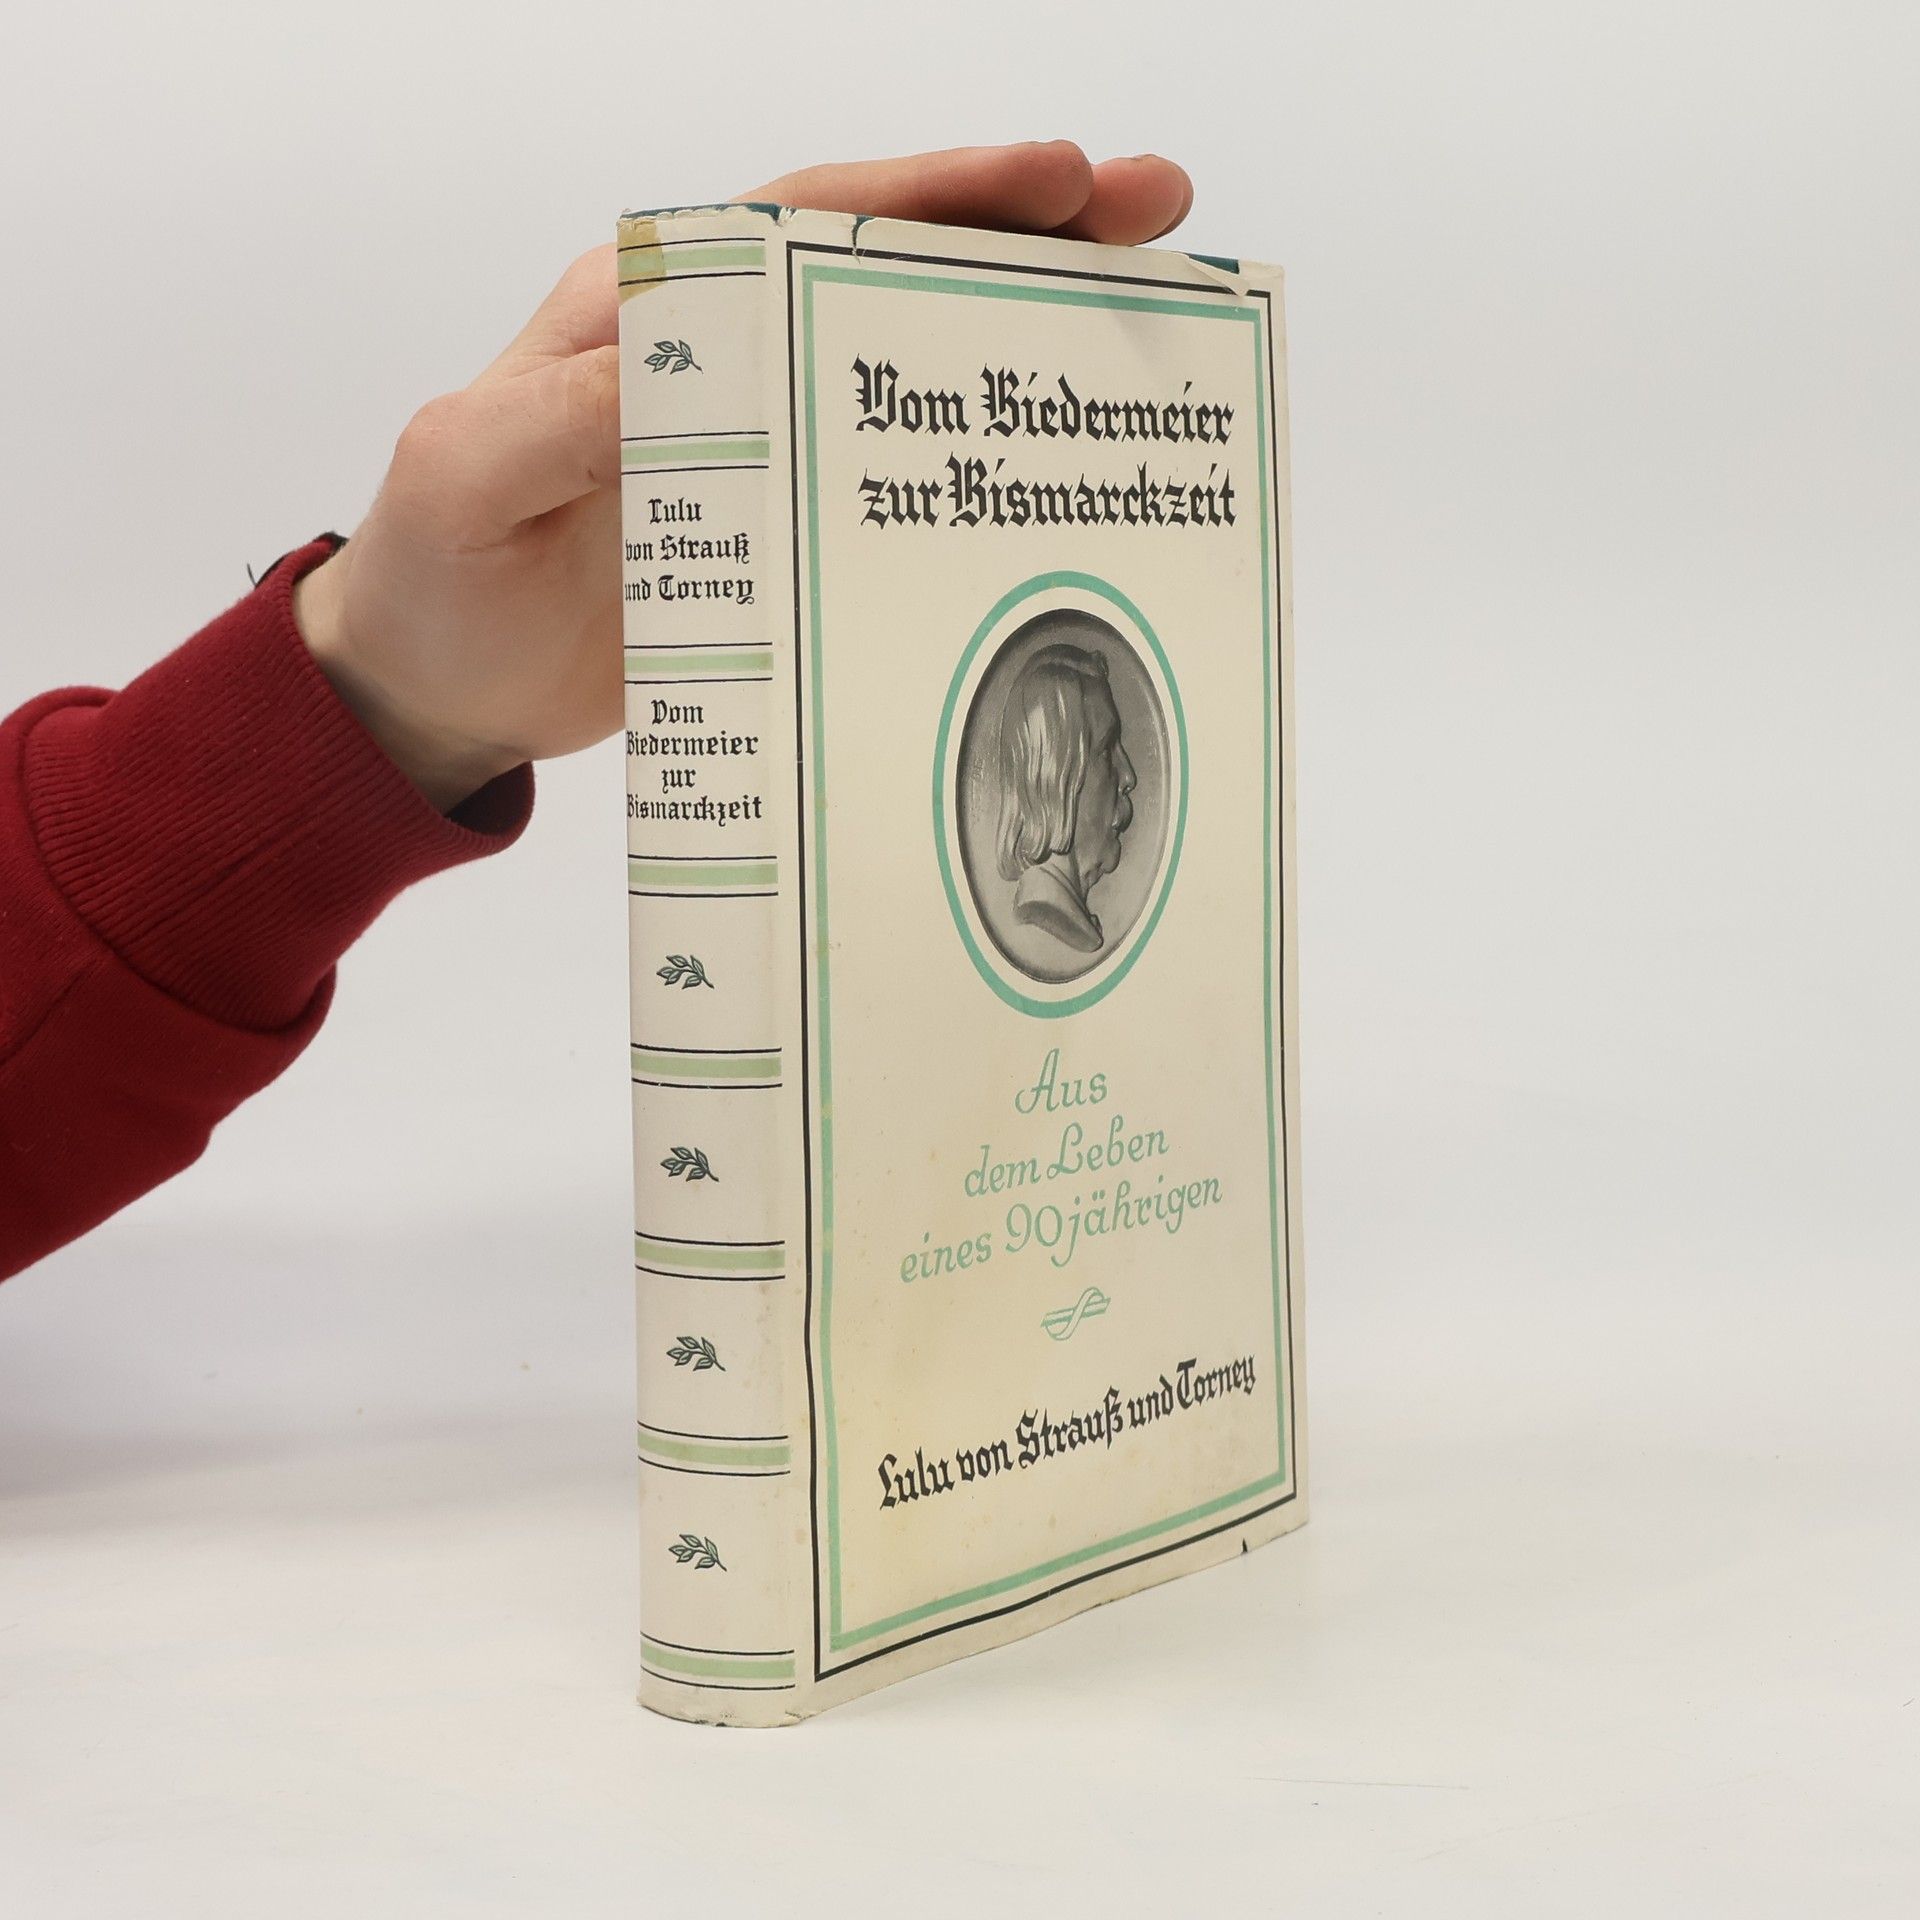 Lulu
von Strauß
und Torney
Vom
Biedermeier
zur
Bismarckzeit
Vom Biedermeier
zur Bismarckzeit
Aus
dem Leben
eines 90jährigen
Lulu von Strauß und Torney